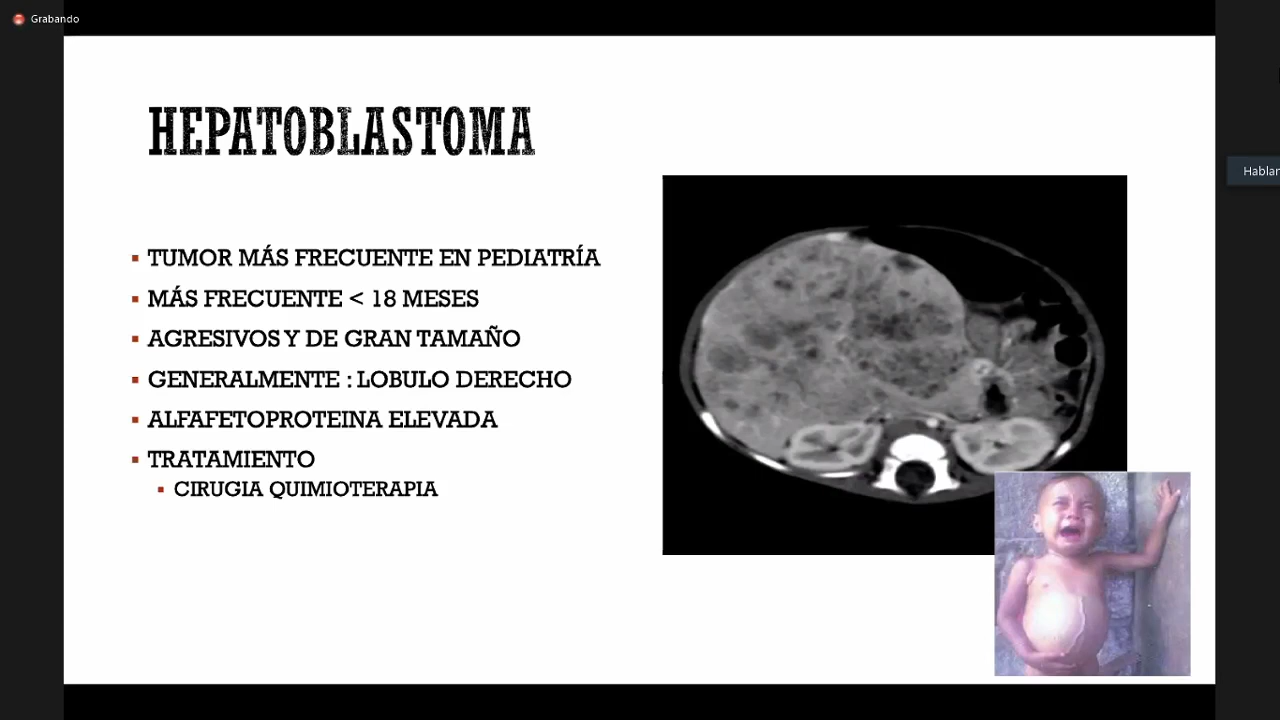 Grabando
HEPATOBLASTOMA
TUMOR MÁS FRECUENTE EN PEDIATRÍA
MÁS FRECUENTE < 18 MESES
AGRESIVOS Y DE GRAN TAMAÑO
GENERALMENTE : LOBULO DERECHO
ALFAFETOPROTEINA ELEVADA
TRATAMIENTO
CIRUGIA QUIMIOTERAPIA